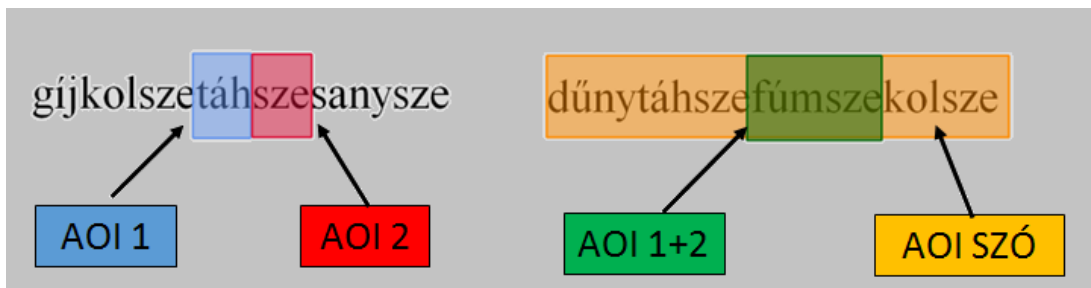 gíjkolszetáhszesanysze dűnytáhszefúmszekolsze
AOI 1 AOI 2 AOI 1+2 AOI SZÓ